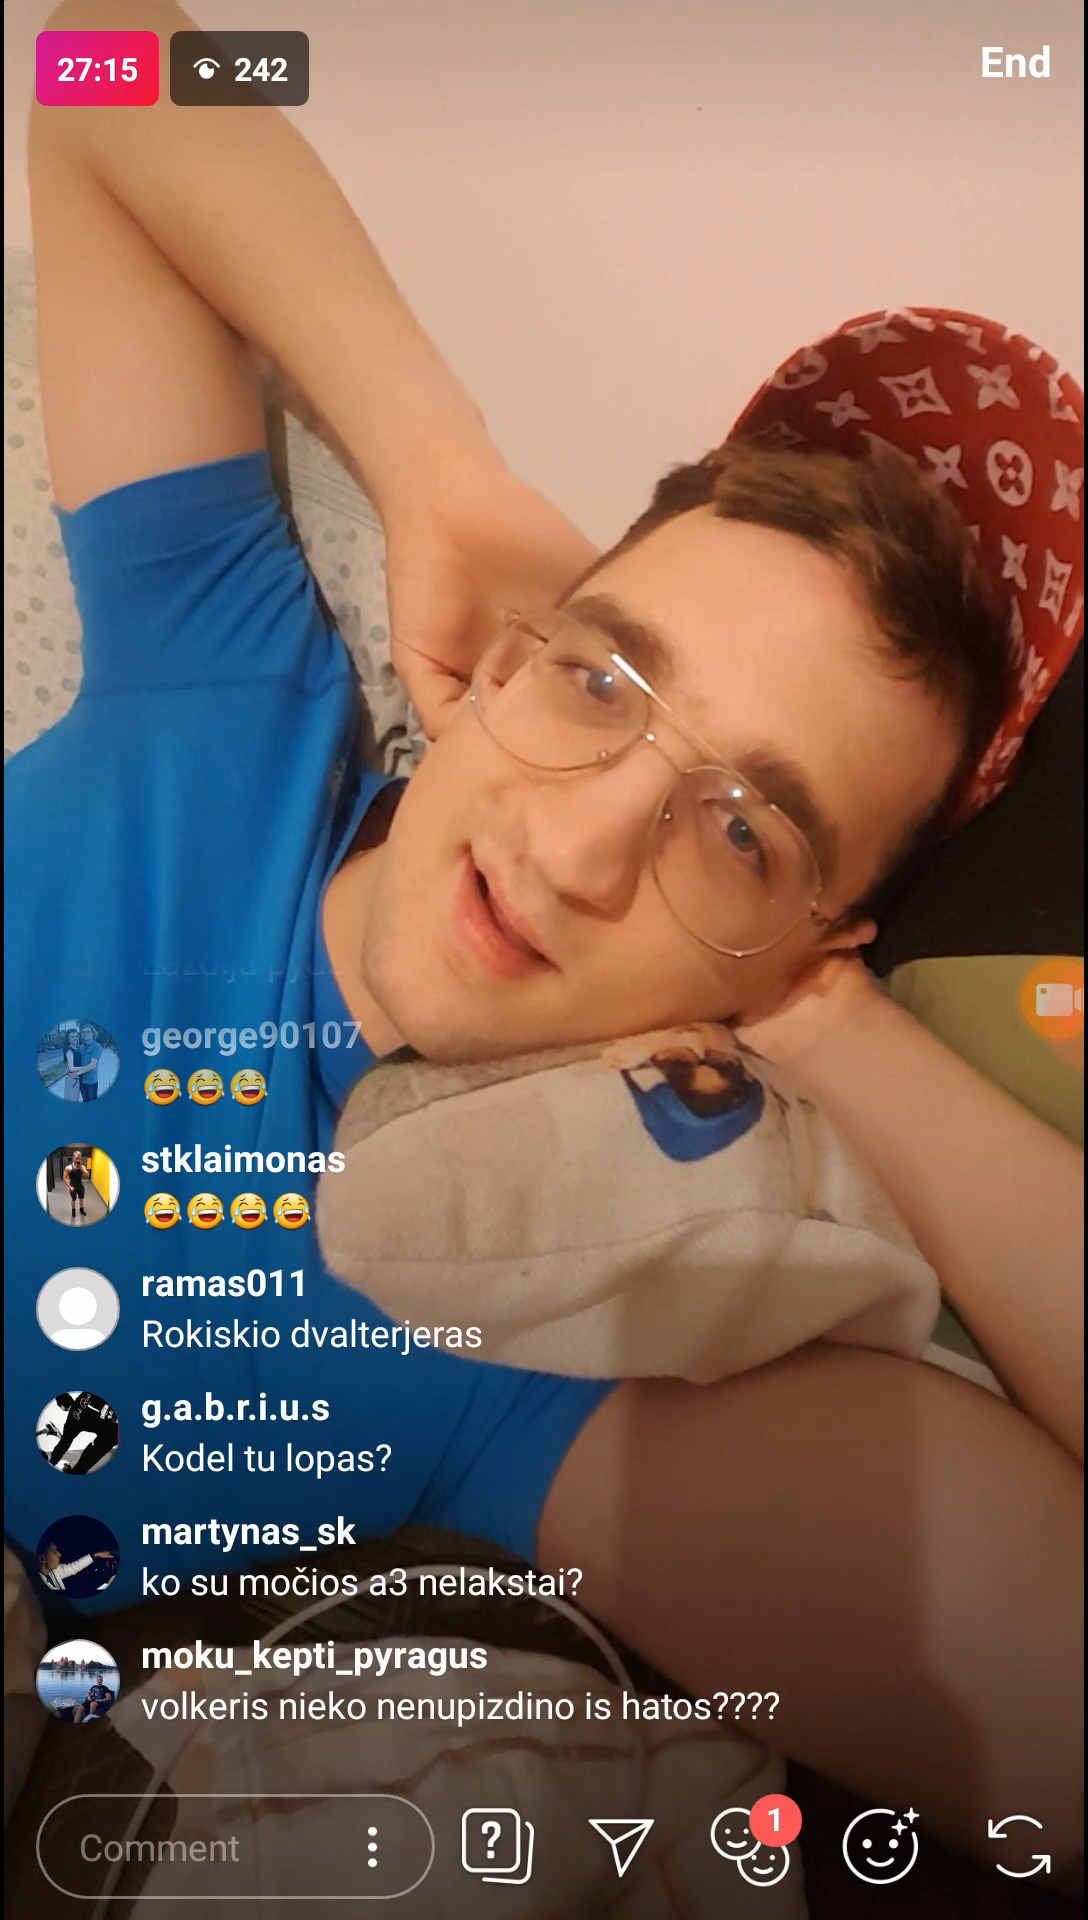 27:15
242
End
george90107
😂😂😂
stklaimonas
😂😂😂😂
ramas011
Rokiskio dvalterjeras
g.a.b.r.i.u.s
Kodel tu lopas?
martynas_sk
ko su močios a3 nelakstai?
moku_kepti_pyragus
volkeris nieko nenupizdino is hatos????
Comment
1